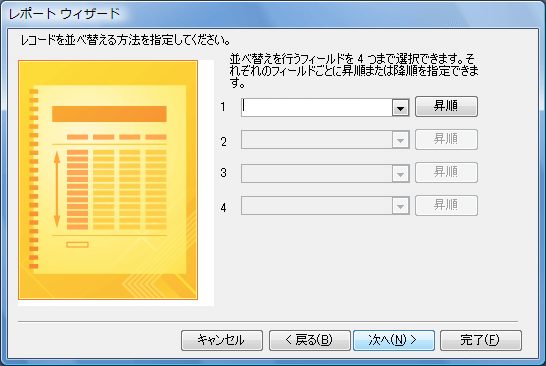 レポート ウィザード
レコードを並べ替える方法を指定してください。
並べ替えを行うフィールドを 4 つまで選択できます。そ
れぞれのフィールドごとに昇順または降順を指定できま
す。
1 昇順
2 昇順
3 昇順
4 昇順
キャンセル < 戻る(B) 次へ(N) > 完了(F)